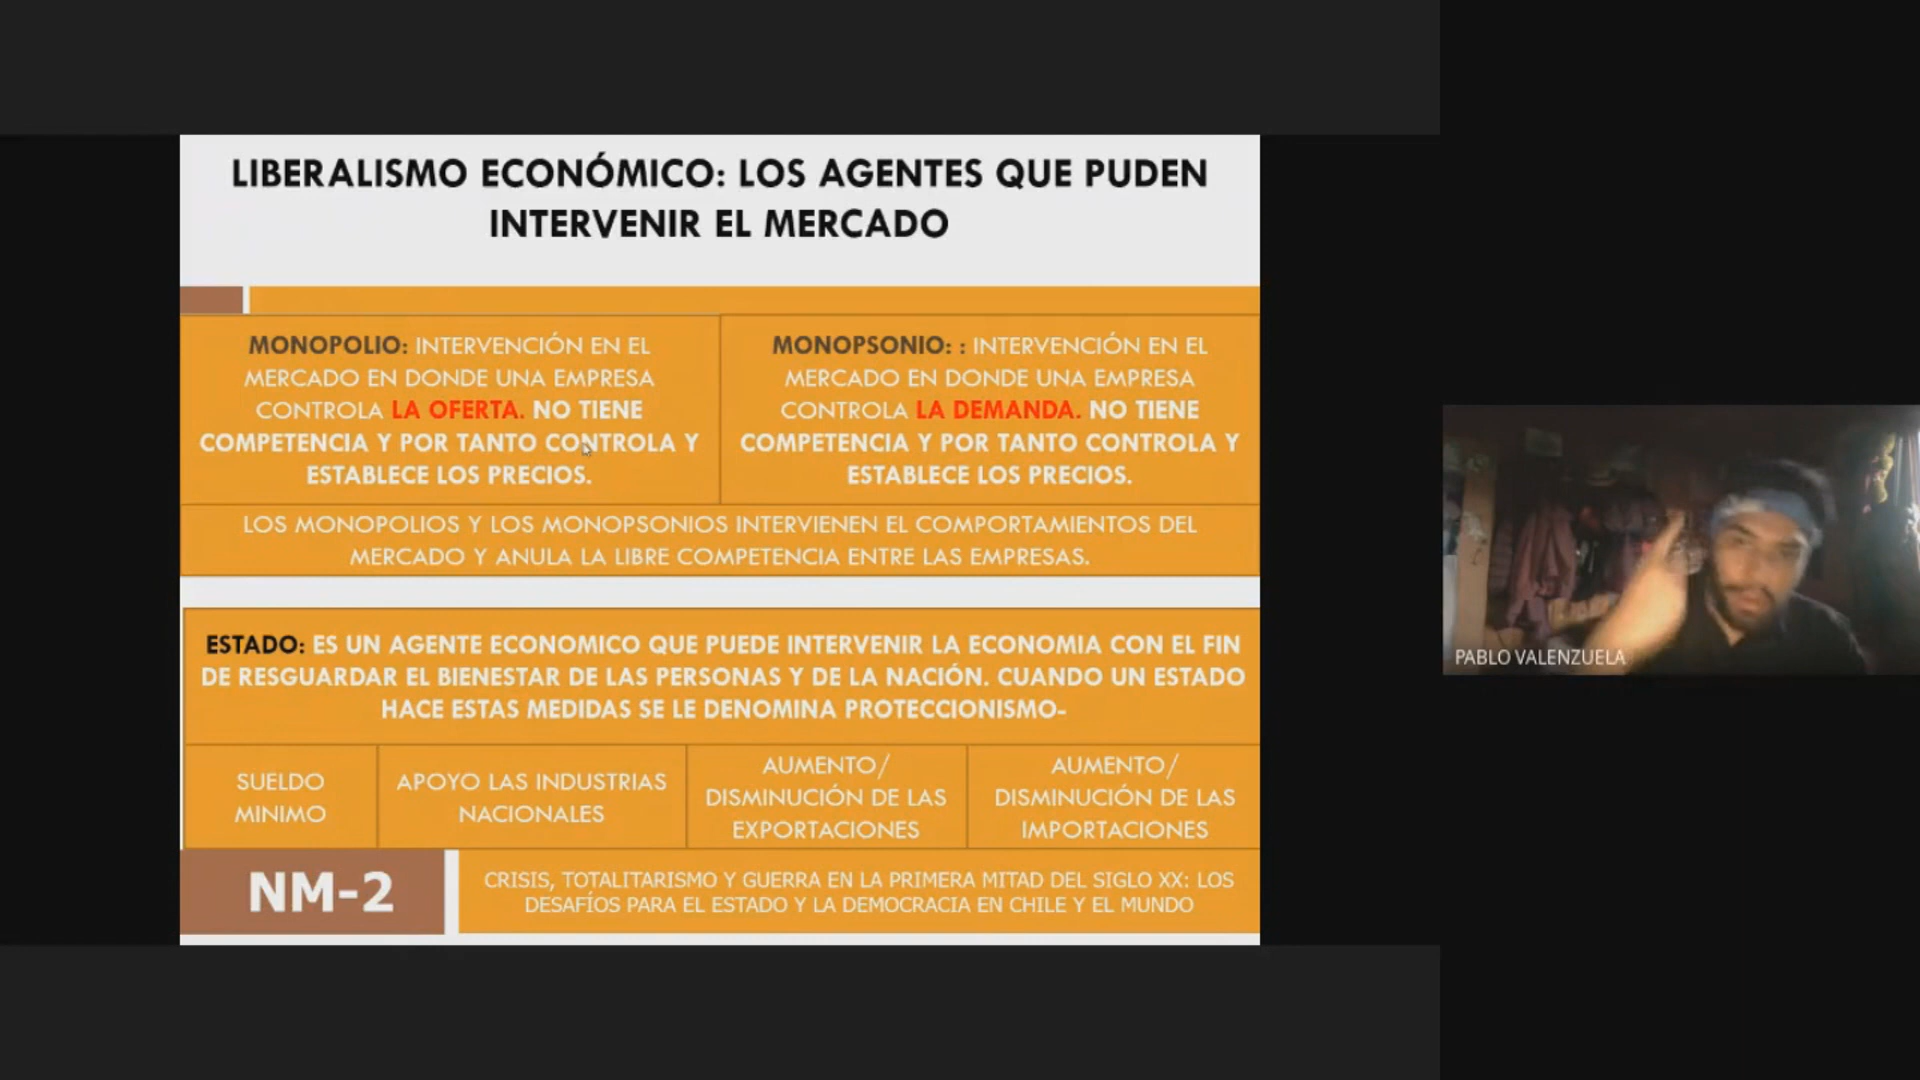 LIBERALISMO ECONÓMICO: LOS AGENTES QUE PUDEN
INTERVENIR EL MERCADO
MONOPOLIO: INTERVENCIÓN EN EL
MERCADO EN DONDE UNA EMPRESA
CONTROLA LA OFERTA. NO TIENE
COMPETENCIA Y POR TANTO CONTROLA Y
ESTABLECE LOS PRECIOS.
MONOPSONIO: : INTERVENCIÓN EN EL
MERCADO EN DONDE UNA EMPRESA
CONTROLA LA DEMANDA. NO TIENE
COMPETENCIA Y POR TANTO CONTROLA Y
ESTABLECE LOS PRECIOS.
LOS MONOPOLIOS Y LOS MONOPSONIOS INTERVIENEN EL COMPORTAMIENTOS DEL
MERCADO Y ANULA LA LIBRE COMPETENCIA ENTRE LAS EMPRESAS.
ESTADO: ES UN AGENTE ECONOMICO QUE PUEDE INTERVENIR LA ECONOMIA CON EL FIN
DE RESGUARDAR EL BIENESTAR DE LAS PERSONAS Y DE LA NACIÓN. CUANDO UN ESTADO
HACE ESTAS MEDIDAS SE LE DENOMINA PROTECCIONISMO-
SUELDO
MINIMO
APOYO LAS INDUSTRIAS
NACIONALES
AUMENTO/
DISMINUCIÓN DE LAS
EXPORTACIONES
AUMENTO/
DISMINUCIÓN DE LAS
IMPORTACIONES
NM-2
CRISIS, TOTALITARISMO Y GUERRA EN LA PRIMERA MITAD DEL SIGLO XX: LOS
DESAFÍOS PARA EL ESTADO Y LA DEMOCRACIA EN CHILE Y EL MUNDO
PABLO VALENZUELA